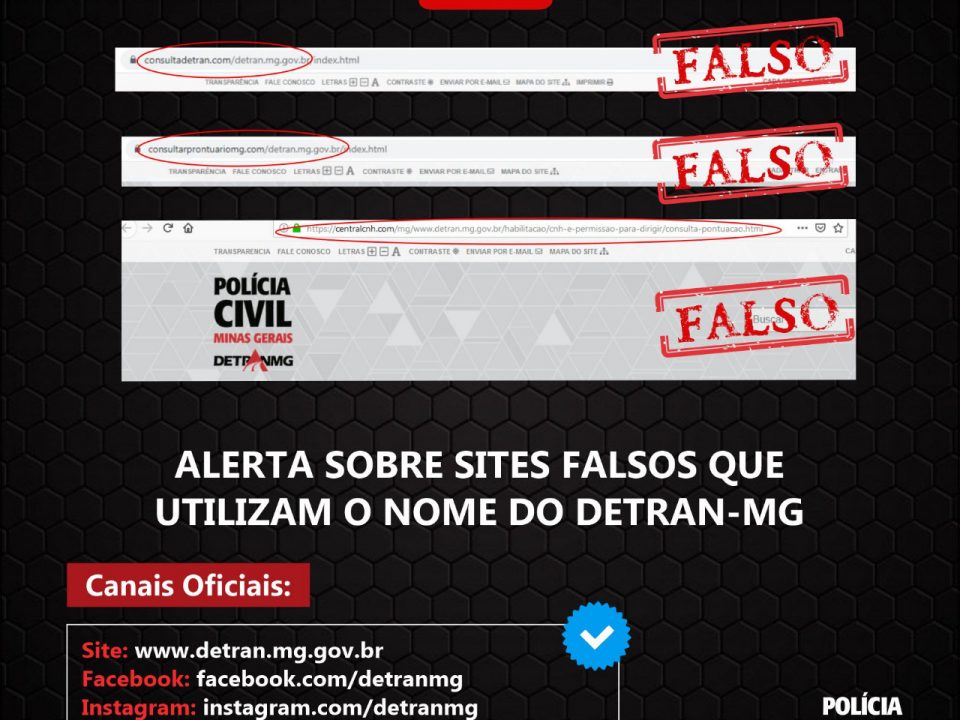 consultadetran.com/detran.mg.gov.br/index.html
FALSO
TRANSPARÊNCIA FALE CONOSCO LETRAS A CONTRASTE ENVIAR POR E-MAIL MAPA DO SITE IMPRIMIR
consultarprontuariomg.com/detran.mg.gov.br/index.html
FALSO
TRANSPARÊNCIA FALE CONOSCO LETRAS A CONTRASTE ENVIAR POR E-MAIL MAPA DO SITE
https://centralcnh.com/mg/www.detran.mg.gov.br/habilitacao/cnh-e-permissao-para-dirigir/consulta-pontuacao.html
TRANSPARENCIA FALE CONOSCO LETRAS A CONTRASTE ENVIAR POR E-MAIL MAPA DO SITE CA
POLÍCIA
CIVIL
MINAS GERAIS
DETRANMG
FALSO
Busca
ALERTA SOBRE SITES FALSOS QUE
UTILIZAM O NOME DO DETRAN-MG
Canais Oficiais:
Site: www.detran.mg.gov.br
Facebook: facebook.com/detranmg
Instagram: instagram.com/detranmg
POLÍCIA